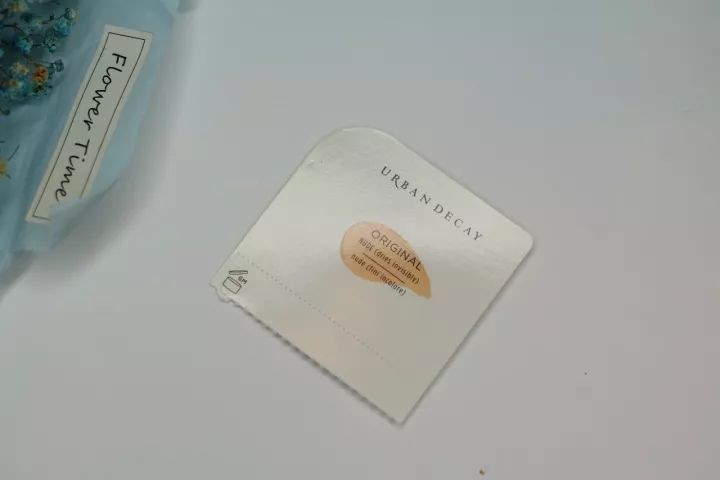 Flower Time
URBAN DECAY
ORIGINAL
NUDE (dries invisible)
nude (fini incolore)
6M